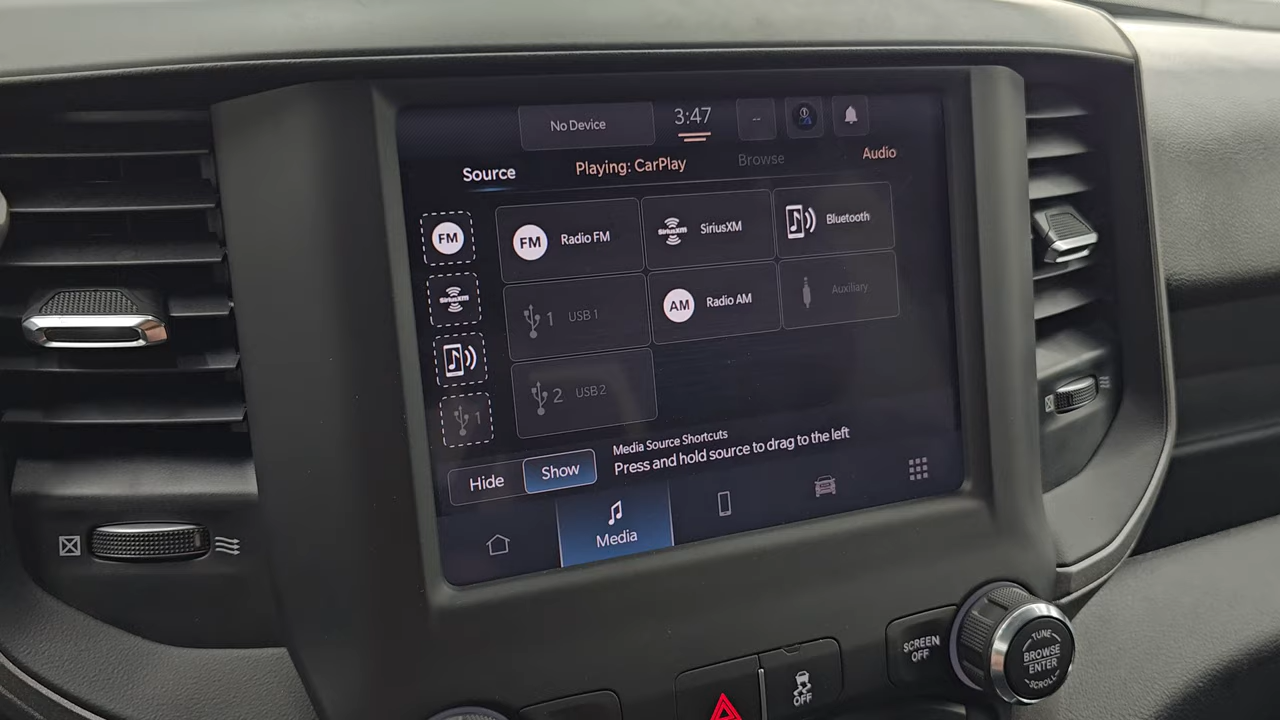 No Device
3:47
--
Source
Playing: CarPlay
Browse
Audio
FM
FM Radio FM
SiriusXM SiriusXM
Bluetooth
SiriusXM
1 USB 1
AM Radio AM
Auxiliary
1
2 USB 2
Media Source Shortcuts
Press and hold source to drag to the left
Hide
Show
Media
SCREEN
OFF
TUNE
BROWSE
ENTER
SCROLL
OFF